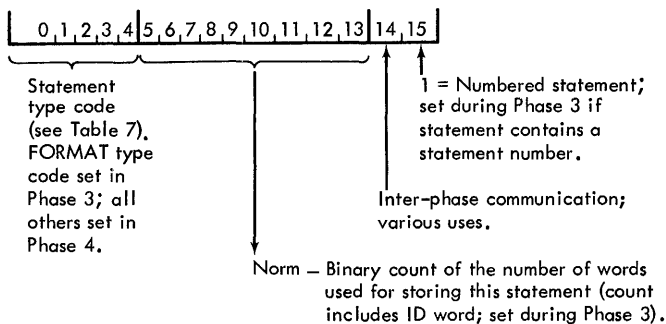 0,1,2,3,4,5,6,7,8,9,10,11,12,13,14,15
Statement
type code
(see Table 7).
FORMAT type
code set in
Phase 3; all
others set in
Phase 4.
1 = Numbered statement;
set during Phase 3 if
statement contains a
statement number.
Inter-phase communication;
various uses.
Norm – Binary count of the number of words
used for storing this statement (count
includes ID word; set during Phase 3).